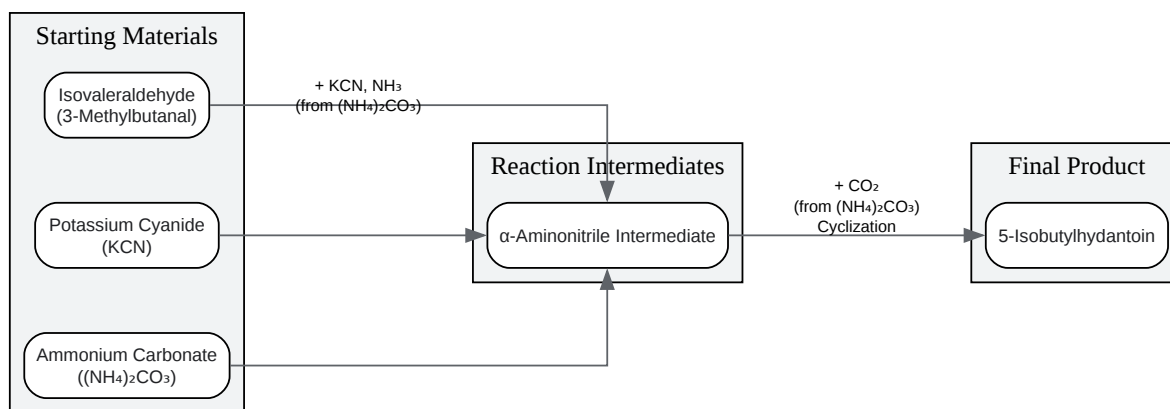 Starting Materials
Isovaleraldehyde
(3-Methylbutanal)
+ KCN, NH₃
(from (NH₄)₂CO₃)
Reaction Intermediates
Final Product
Potassium Cyanide
(KCN)
α-Aminonitrile Intermediate
+ CO₂
(from (NH₄)₂CO₃)
Cyclization
5-Isobutylhydantoin
Ammonium Carbonate
((NH₄)₂CO₃)